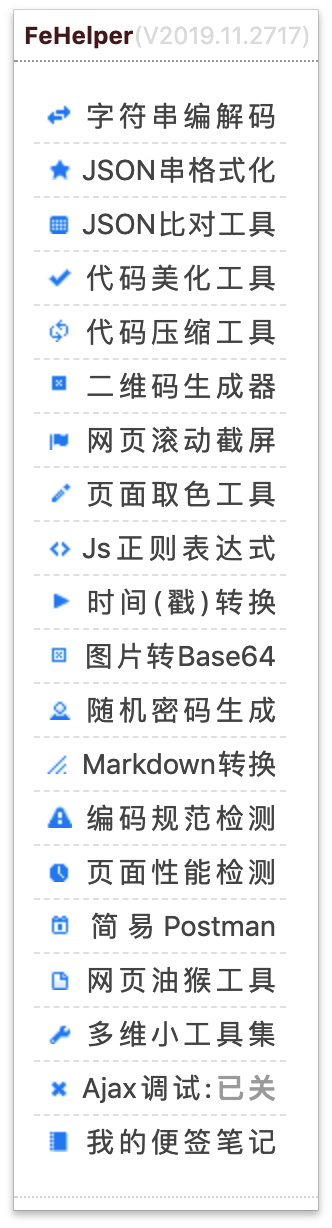 FeHelper(V2019.11.2717)
字符串编解码
JSON串格式化
JSON比对工具
代码美化工具
代码压缩工具
二维码生成器
网页滚动截屏
页面取色工具
Js正则表达式
时间(戳)转换
图片转Base64
随机密码生成
Markdown转换
编码规范检测
页面性能检测
简易Postman
网页油猴工具
多维小工具集
Ajax调试:已关
我的便签笔记